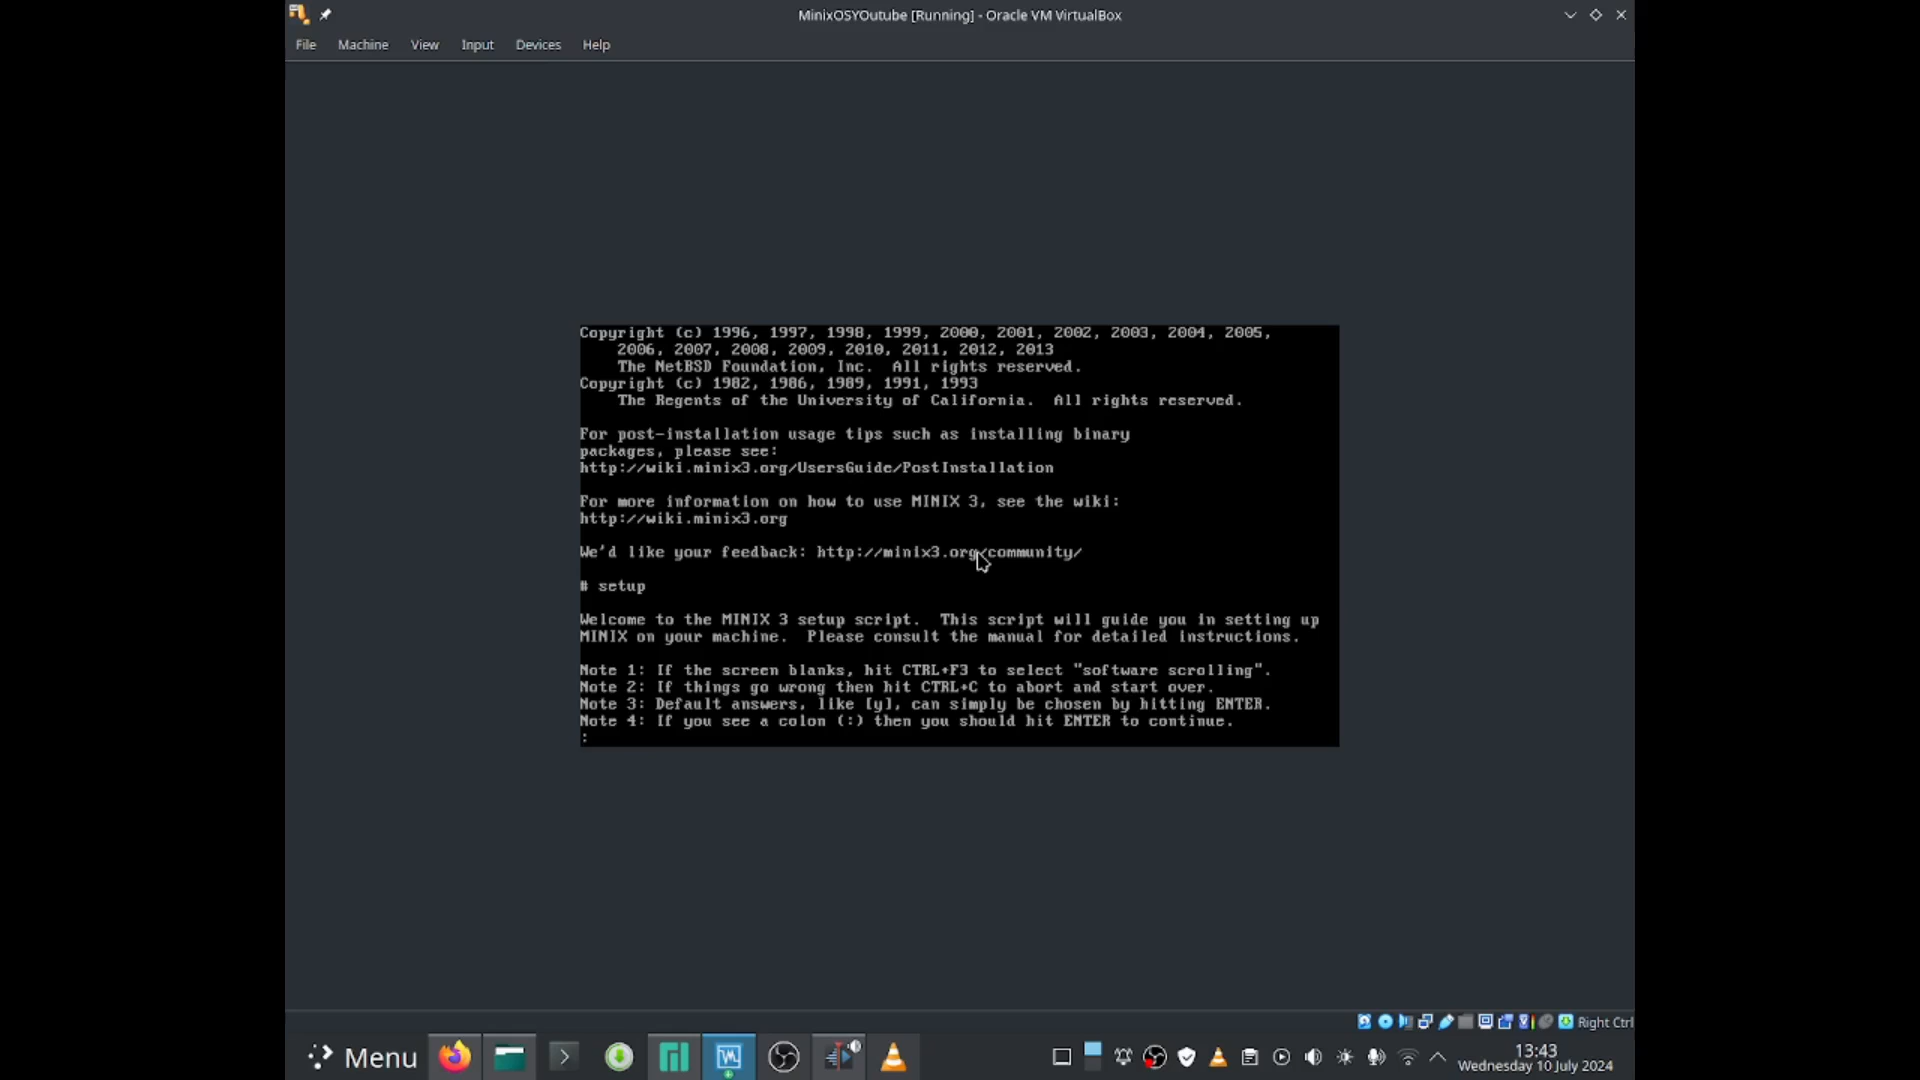 MinixOSYOutube [Running] - Oracle VM VirtualBox
File Machine View Input Devices Help
Copyright (c) 1996, 1997, 1998, 1999, 2000, 2001, 2002, 2003, 2004, 2005,
2006, 2007, 2008, 2009, 2010, 2011, 2012, 2013
The NetBSD Foundation, Inc.  All rights reserved.
Copyright (c) 1982, 1986, 1989, 1991, 1993
The Regents of the University of California.  All rights reserved.
For post-installation usage tips such as installing binary
packages, please see:
http://wiki.minix3.org/UsersGuide/PostInstallation
For more information on how to use MINIX 3, see the wiki:
http://wiki.minix3.org
We'd like your feedback: http://minix3.org/community/
# setup
Welcome to the MINIX 3 setup script.  This script will guide you in setting up
MINIX on your machine.  Please consult the manual for detailed instructions.
Note 1: If the screen blanks, hit CTRL+F3 to select "software scrolling".
Note 2: If things go wrong then hit CTRL+C to abort and start over.
Note 3: Default answers, like [y], can simply be chosen by hitting ENTER.
Note 4: If you see a colon (:) then you should hit ENTER to continue.
:
Right Ctrl
Menu
13:43
Wednesday 10 July 2024